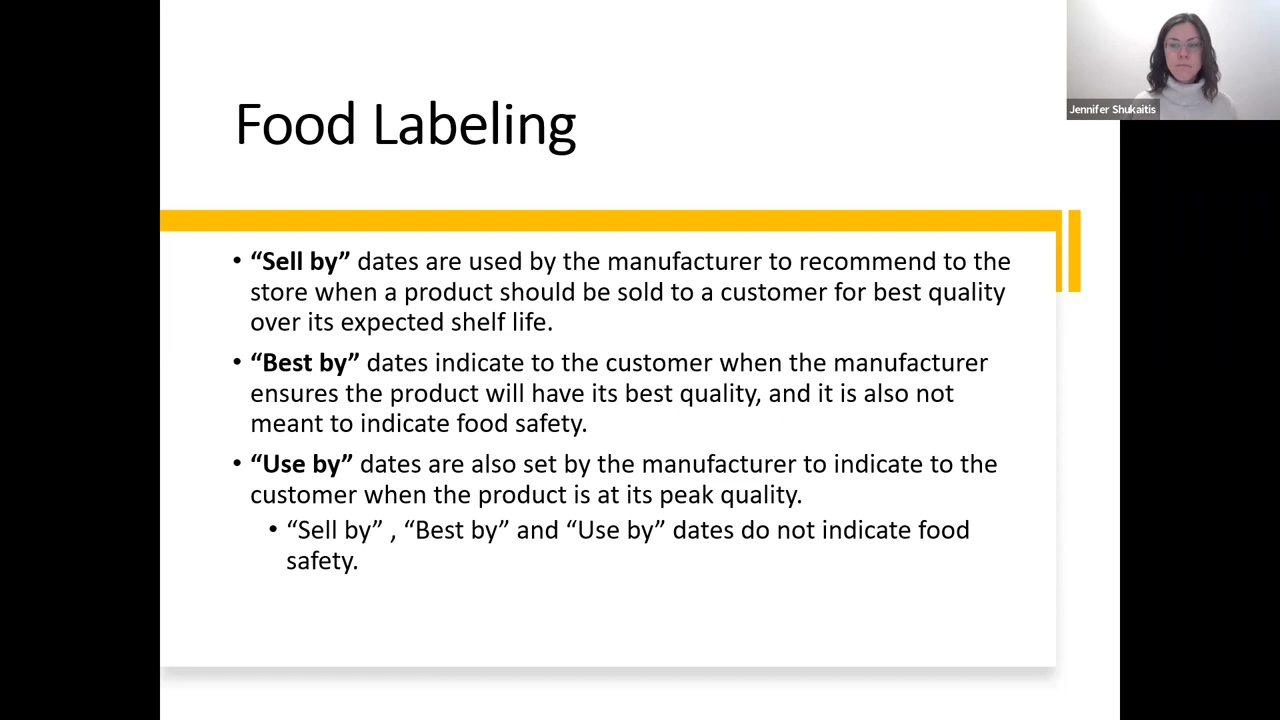 Food Labeling
Jennifer Shukaitis
• “Sell by” dates are used by the manufacturer to recommend to the
store when a product should be sold to a customer for best quality
over its expected shelf life.
• “Best by” dates indicate to the customer when the manufacturer
ensures the product will have its best quality, and it is also not
meant to indicate food safety.
• “Use by” dates are also set by the manufacturer to indicate to the
customer when the product is at its peak quality.
• “Sell by” , “Best by” and “Use by” dates do not indicate food
safety.